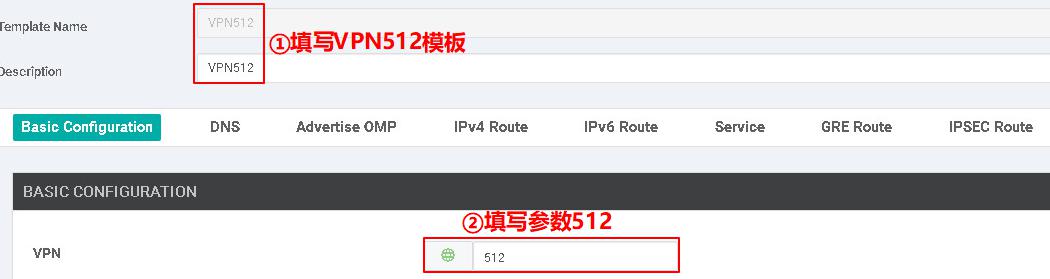 Template Name VPN512
①填写VPN512模板
Description VPN512
Basic Configuration DNS Advertise OMP IPv4 Route IPv6 Route Service GRE Route IPSEC Route
BASIC CONFIGURATION
②填写参数512
VPN 512